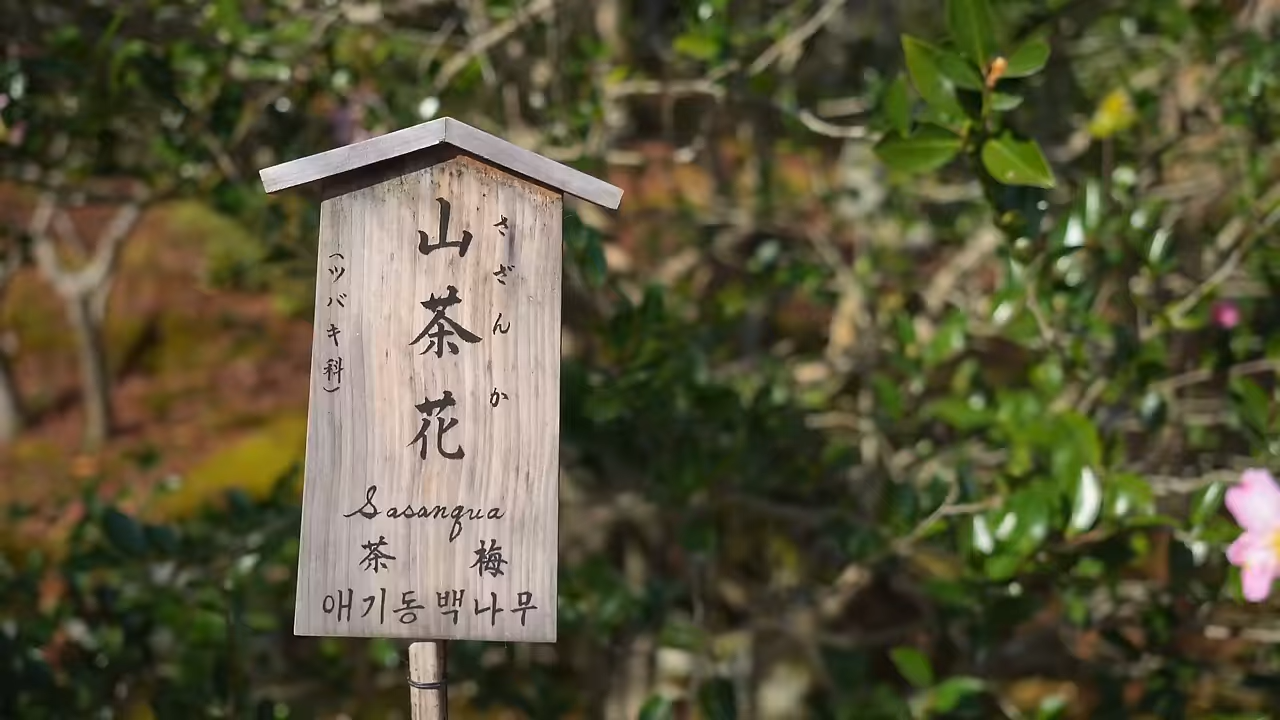 さざんか
山茶花
(ツバキ科)
Sasanqua
茶 梅
애기동백나무